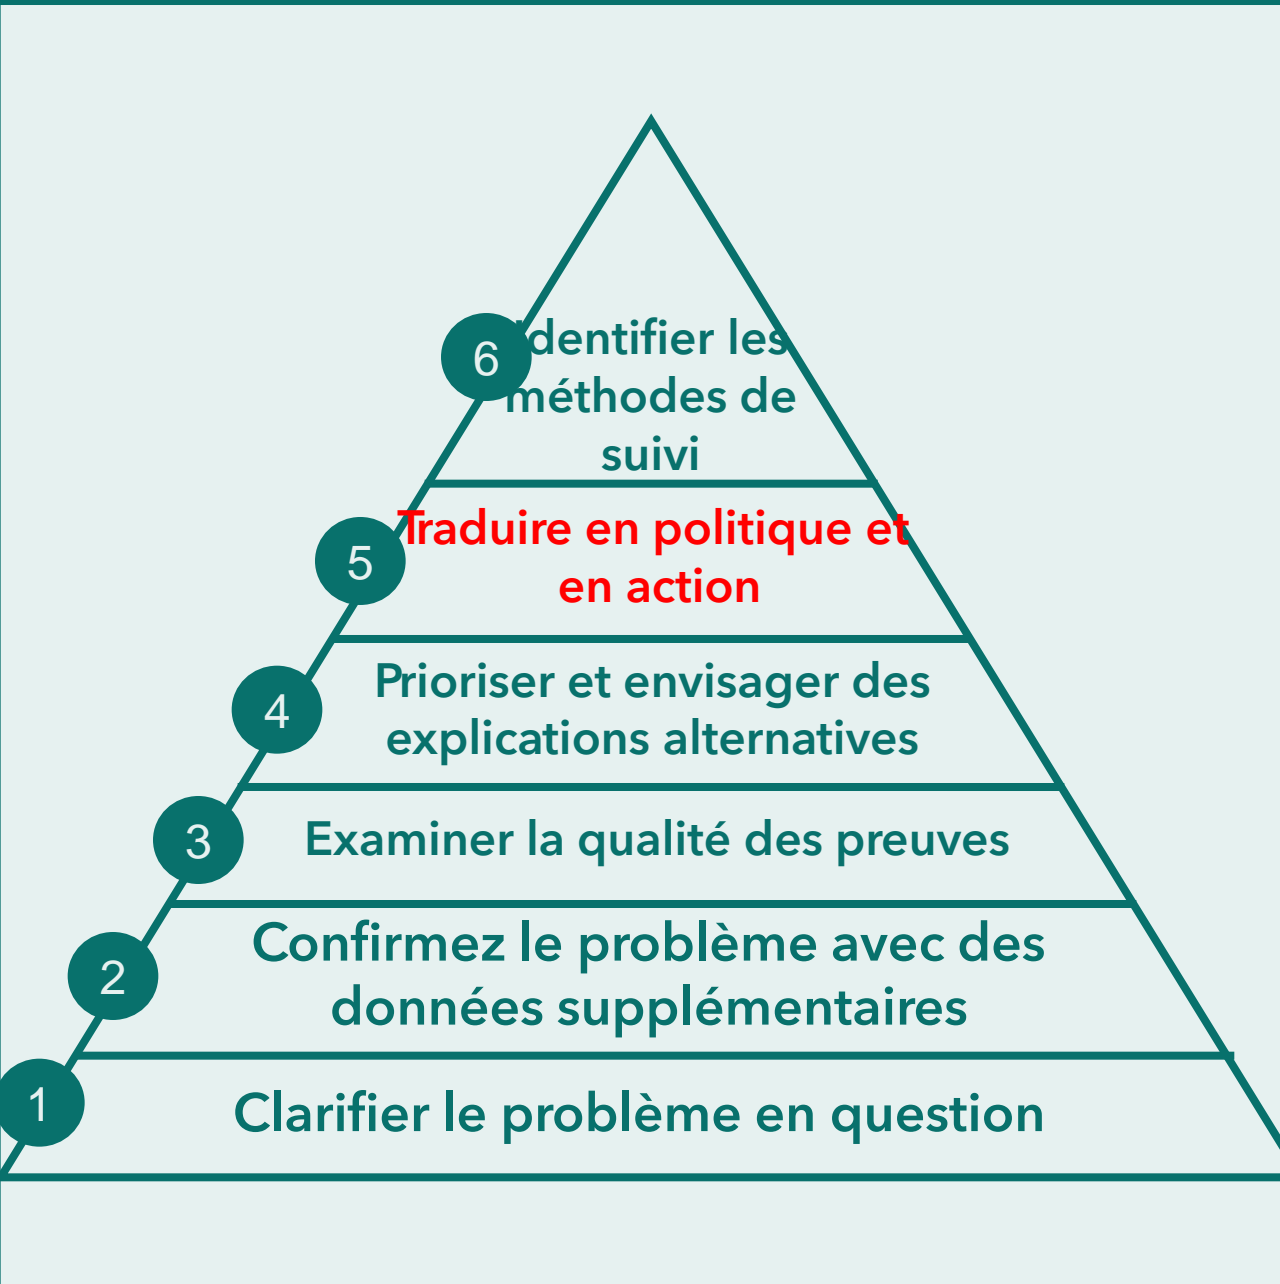 6
Identifier les
méthodes de
suivi
5
Traduire en politique et
en action
4
Prioriser et envisager des
explications alternatives
3
Examiner la qualité des preuves
2
Confirmez le problème avec des
données supplémentaires
1
Clarifier le problème en question